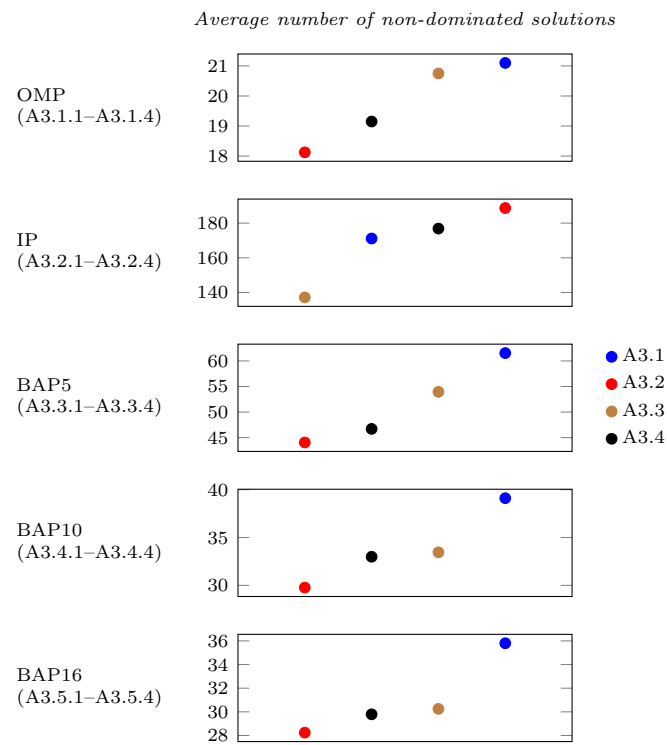 Average number of non-dominated solutions
OMP
(A3.1.1–A3.1.4)
21
20
19
18
IP
(A3.2.1–A3.2.4)
180
160
140
BAP5
(A3.3.1–A3.3.4)
60
55
50
45
A3.1
A3.2
A3.3
A3.4
BAP10
(A3.4.1–A3.4.4)
40
30
BAP16
(A3.5.1–A3.5.4)
36
34
32
30
28